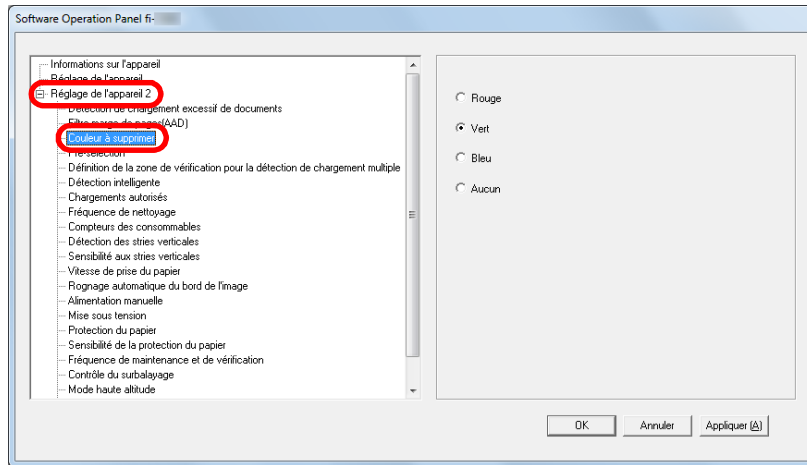 Software Operation Panel fi-
Informations sur l'appareil
Réglage de l'appareil
Réglage de l'appareil 2
Détection de chargement excessif de documents
Filtre marge de pages(AAD)
Couleur à supprimer
Pré-sélection
Définition de la zone de vérification pour la détection de chargement multiple
Détection intelligente
Chargements autorisés
Fréquence de nettoyage
Compteurs des consommables
Détection des stries verticales
Sensibilité aux stries verticales
Vitesse de prise du papier
Rognage automatique du bord de l'image
Alimentation manuelle
Mise sous tension
Protection du papier
Sensibilité de la protection du papier
Fréquence de maintenance et de vérification
Contrôle du surbalayage
Mode haute altitude
Rouge
Vert
Bleu
Aucun
OK
Annuler
Appliquer (A)